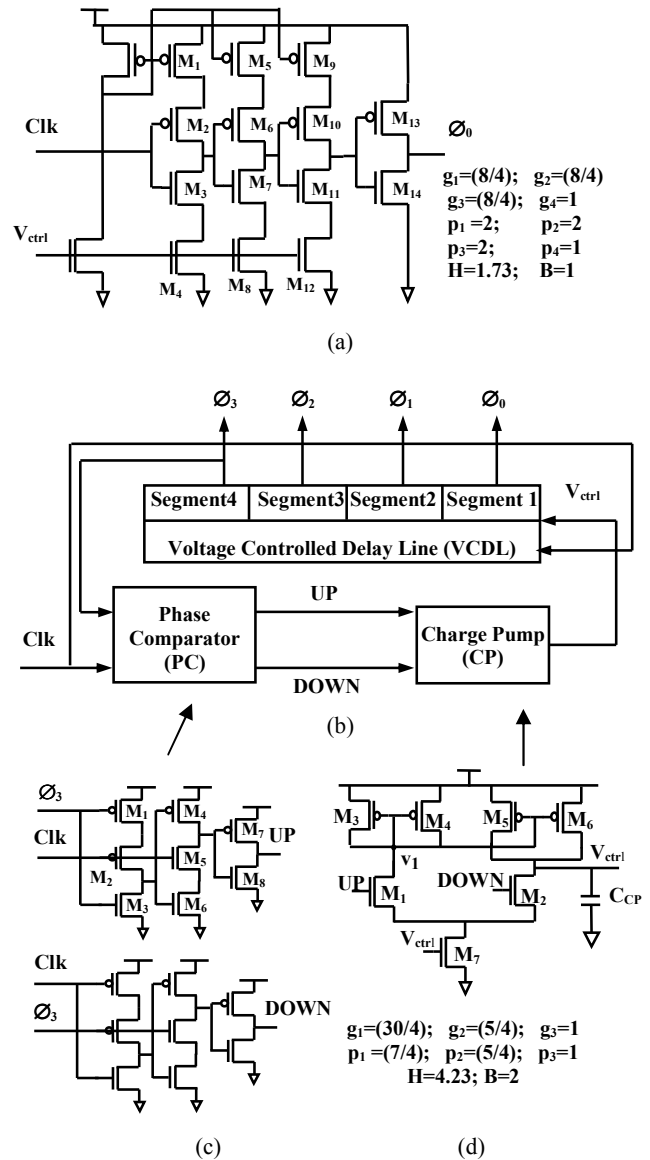 M1 M5 M9
Clk M2 M6 M10 M13 Ø0
M3 M7 M11 M14
Vctrl
M4 M8 M12
g1=(8/4); g2=(8/4)
g3=(8/4); g4=1
p1 =2; p2=2
p3=2; p4=1
H=1.73; B=1
(a)
Ø3 Ø2 Ø1 Ø0
Segment4 Segment3 Segment2 Segment 1 Vctrl
Voltage Controlled Delay Line (VCDL)
UP
Phase Comparator (PC)
Charge Pump (CP)
Clk
DOWN
(b)
Ø3 M1 M4
M7 UP
Clk M5
M2 M8
M3 M6
Clk
DOWN
Ø3
(c)
M3 M4 M5 M6
v1 Vctrl
UP M1 DOWN M2 CCP
Vctrl M7
g1=(30/4); g2=(5/4); g3=1
p1 =(7/4); p2=(5/4); p3=1
H=4.23; B=2
(d)